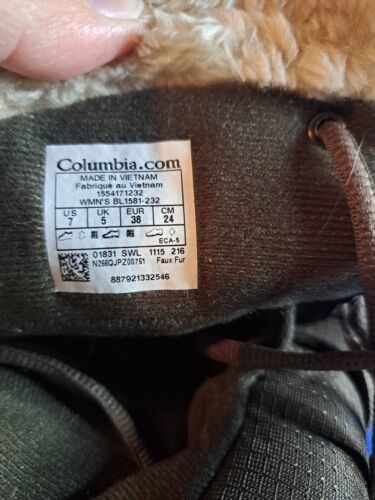 Columbia.com
MADE IN VIETNAM
Fabriqué au Vietnam
1554171232
WMN'S BL1581-232
US UK EUR CM
7 5 38 24
ECA-5
01831 SWL 1115 216
N266QJPZ00761 Faux Fur
887921332546